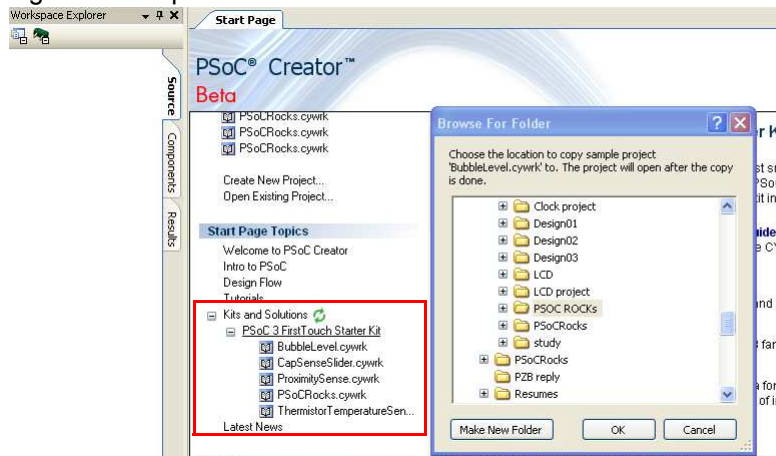 Workspace Explorer
Start Page
PSoC® Creator™
Beta
Source
Components
Results
PSoCRocks.cywrk
PSoCRocks.cywrk
PSoCRocks.cywrk
Create New Project...
Open Existing Project...
Start Page Topics
Welcome to PSoC Creator
Intro to PSoC
Design Flow
Tutorials
Kits and Solutions
PSoC 3 FirstTouch Starter Kit
BubbleLevel.cywrk
CapSenseSlider.cywrk
ProximitySense.cywrk
PSoCRocks.cywrk
ThermistorTemperatureSen...
Latest News
Browse For Folder
Choose the location to copy sample project
'BubbleLevel.cywrk' to. The project will open after the copy
is done.
Clock project
Design01
Design02
Design03
LCD
LCD project
PSOC ROCKs
PSoCRocks
study
PSoCRocks
PZB reply
Resumes
Make New Folder
OK
Cancel